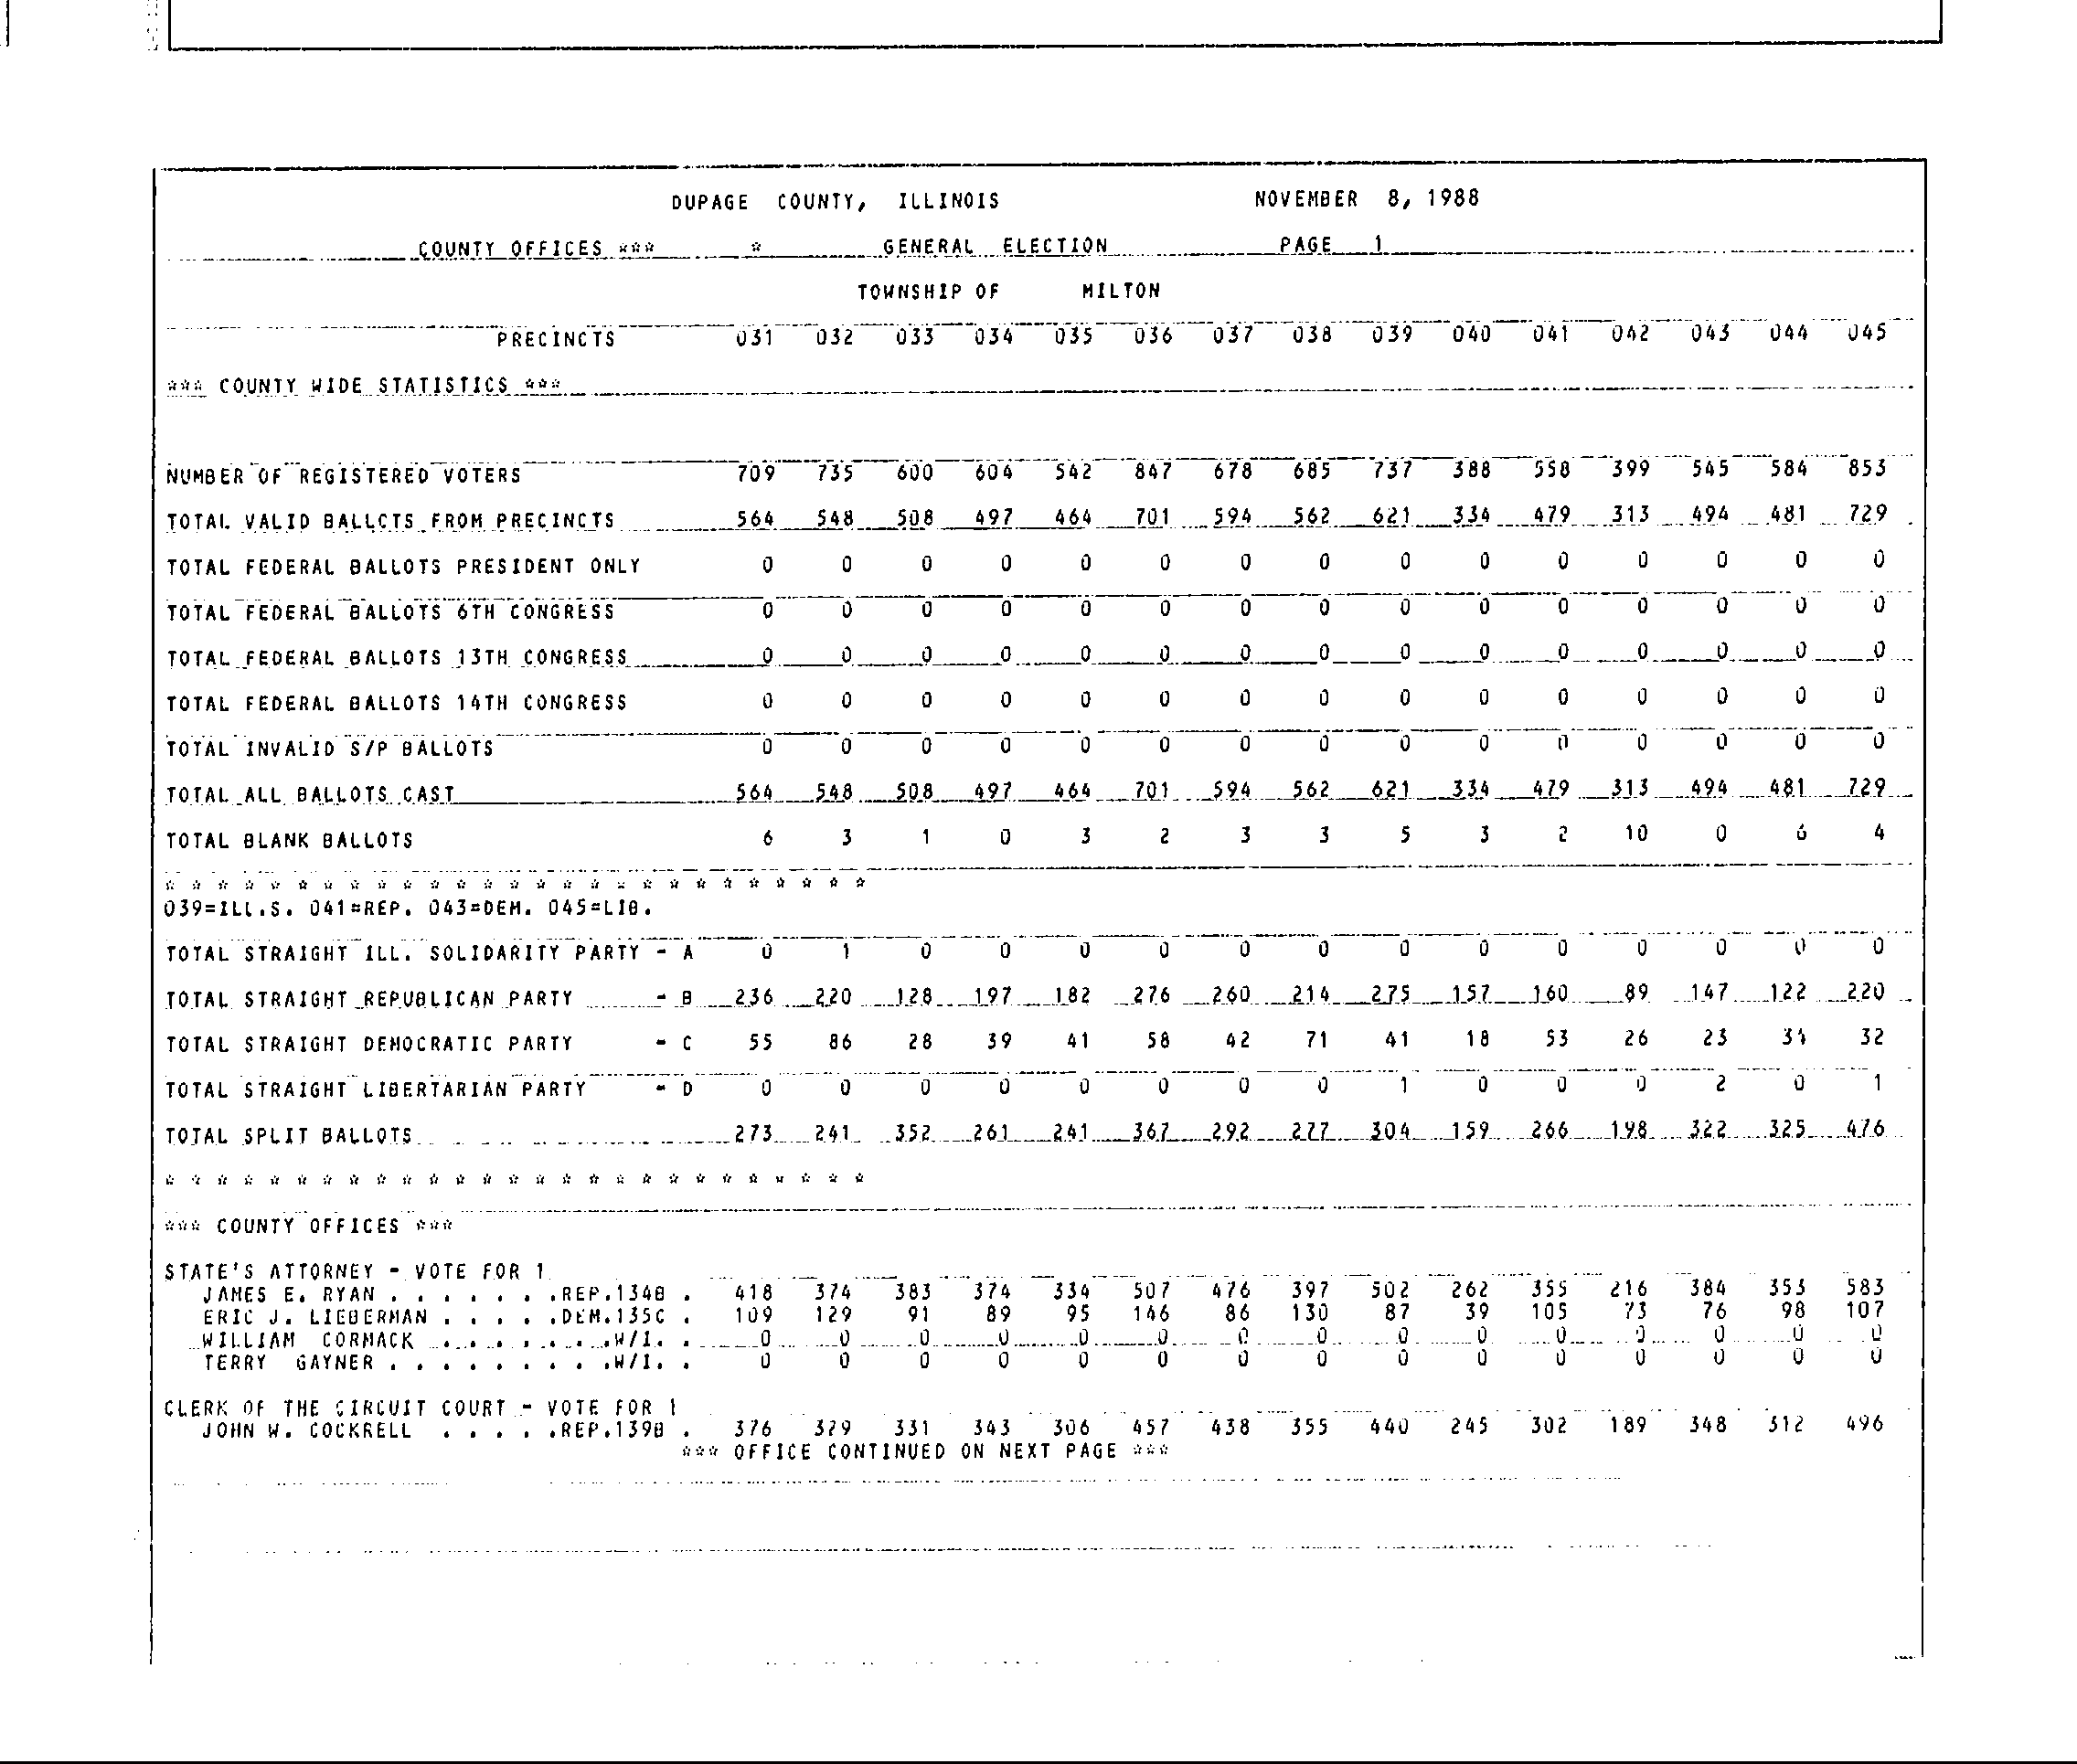 DUPAGE COUNTY, ILLINOIS NOVEMBER 8, 1988
COUNTY OFFICES *** * GENERAL ELECTION PAGE 1
TOWNSHIP OF MILTON
PRECINCTS 031 032 033 034 035 036 037 038 039 040 041 042 043 044 045
*** COUNTY WIDE STATISTICS ***
NUMBER OF REGISTERED VOTERS 709 735 600 604 542 847 678 685 737 388 558 399 545 584 853
TOTAL VALID BALLOTS FROM PRECINCTS 564 548 508 497 464 701 594 562 621 334 479 313 494 481 729
TOTAL FEDERAL BALLOTS PRESIDENT ONLY 0 0 0 0 0 0 0 0 0 0 0 0 0 0 0
TOTAL FEDERAL BALLOTS 6TH CONGRESS 0 0 0 0 0 0 0 0 0 0 0 0 0 0 0
TOTAL FEDERAL BALLOTS 13TH CONGRESS 0 0 0 0 0 0 0 0 0 0 0 0 0 0 0
TOTAL FEDERAL BALLOTS 14TH CONGRESS 0 0 0 0 0 0 0 0 0 0 0 0 0 0 0
TOTAL INVALID S/P BALLOTS 0 0 0 0 0 0 0 0 0 0 0 0 0 0 0
TOTAL ALL BALLOTS CAST 564 548 508 497 464 701 594 562 621 334 479 313 494 481 729
TOTAL BLANK BALLOTS 6 3 1 0 3 2 3 3 5 3 2 10 0 6 4
* * * * * * * * * * * * * * * * * * * * * * * * * * *
039=ILL.S. 041=REP. 043=DEM. 045=LIB.
TOTAL STRAIGHT ILL. SOLIDARITY PARTY - A 0 1 0 0 0 0 0 0 0 0 0 0 0 0 0
TOTAL STRAIGHT REPUBLICAN PARTY - B 236 220 128 197 182 276 260 214 275 157 160 89 147 122 220
TOTAL STRAIGHT DEMOCRATIC PARTY - C 55 86 28 39 41 58 42 71 41 18 53 26 23 34 32
TOTAL STRAIGHT LIBERTARIAN PARTY - D 0 0 0 0 0 0 0 0 1 0 0 0 2 0 1
TOTAL SPLIT BALLOTS 273 241 352 261 241 367 292 277 304 159 266 198 322 325 476
* * * * * * * * * * * * * * * * * * * * * * * * * * *
*** COUNTY OFFICES ***
STATE'S ATTORNEY - VOTE FOR 1
JAMES E. RYAN . . . . . . .REP.134B . 418 374 383 374 334 507 476 397 502 262 355 216 384 353 583
ERIC J. LIEBERMAN . . . . .DEM.135C . 109 129 91 89 95 146 86 130 87 39 105 73 76 98 107
WILLIAM CORMACK . . . . . . .W/I. . 0 0 0 0 0 0 0 0 0 0 0 0 0 0 0
TERRY GAYNER . . . . . . . . .W/I. . 0 0 0 0 0 0 0 0 0 0 0 0 0 0 0
CLERK OF THE CIRCUIT COURT - VOTE FOR 1
JOHN W. COCKRELL . . . . .REP.139B . 376 329 331 343 306 457 438 355 440 245 302 189 348 312 496
*** OFFICE CONTINUED ON NEXT PAGE ***